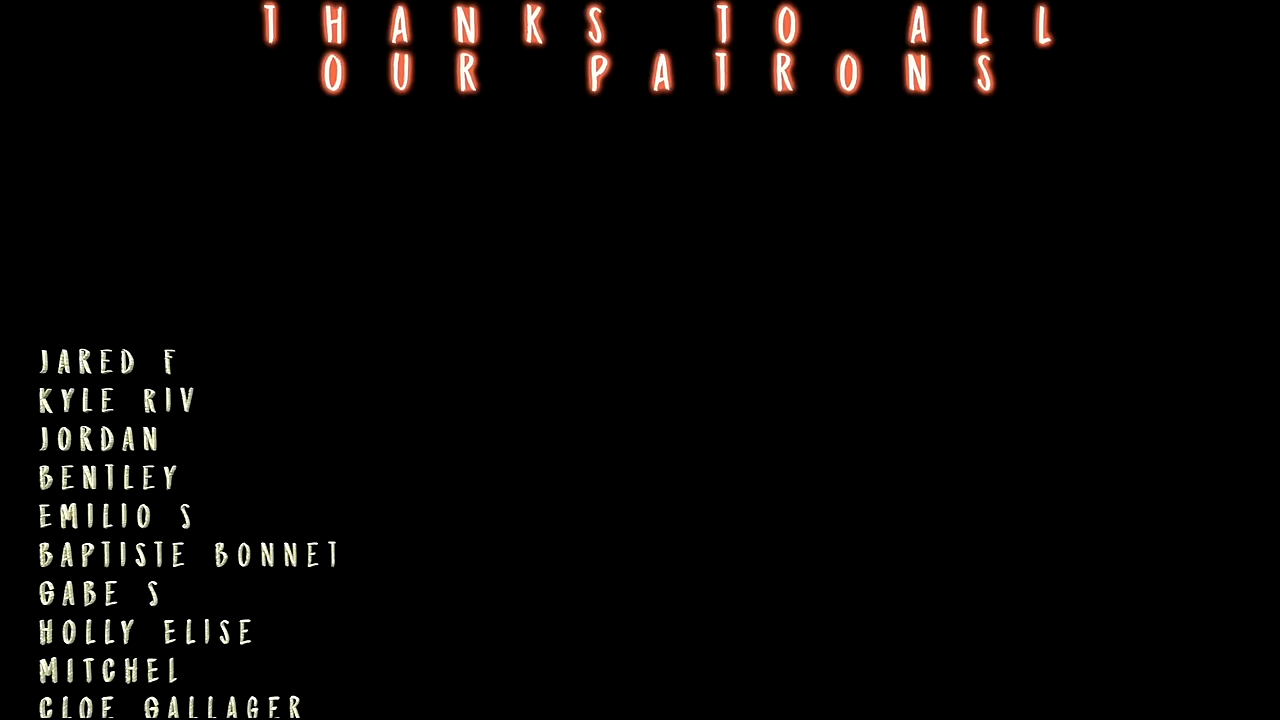 THANKS TO ALL
OUR PATRONS
JARED F
KYLE RIV
JORDAN
BENTLEY
EMILIO S
BAPTISTE BONNET
GABE S
HOLLY ELISE
MITCHEL
CLOE GALLAGER